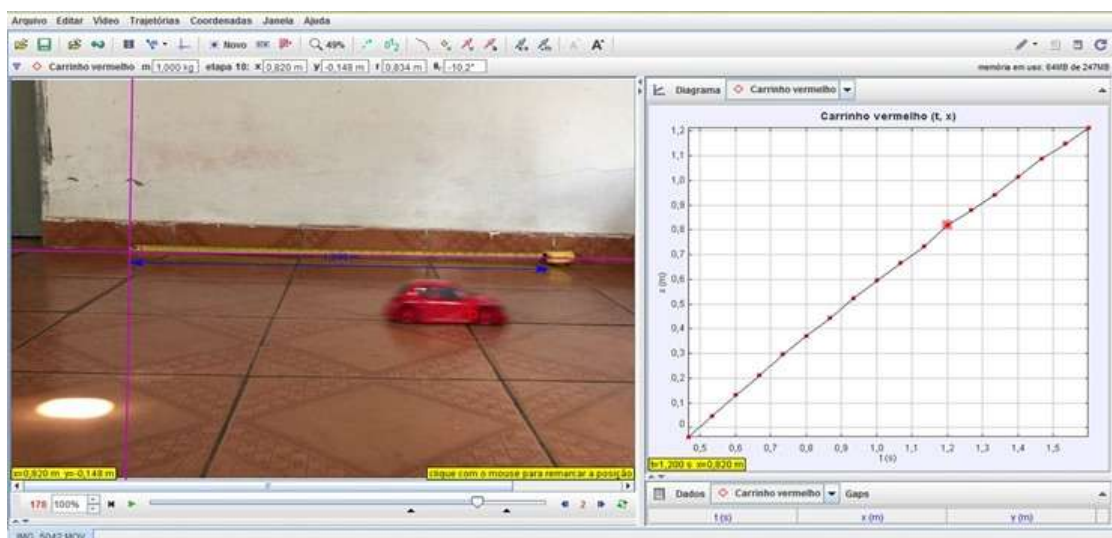 Arquivo Editar Vídeo Trajetórias Coordenadas Janela Ajuda
Novo 49%
Carrinho vermelho m 1,000 kg etapa 18: x 0,820 m y -0,148 m r 0,834 m θr -10,2°
memória em uso: 64MB de 247MB
Diagrama Carrinho vermelho
Carrinho vermelho (t, x)
1,2
1,1
1,0
0,9
0,8
0,7
0,6
0,5
0,4
0,3
0,2
0,1
0
x (m)
0,5 0,6 0,7 0,8 0,9 1,0 1,1 1,2 1,3 1,4 1,5
t (s)
t=1,200 s x=0,820 m
x=0,820 m y=-0,148 m
clique com o mouse para remarcar a posição
178 100% 2
Dados Carrinho vermelho Gaps
t (s) x (m) y (m)
IMG_5042.MOV